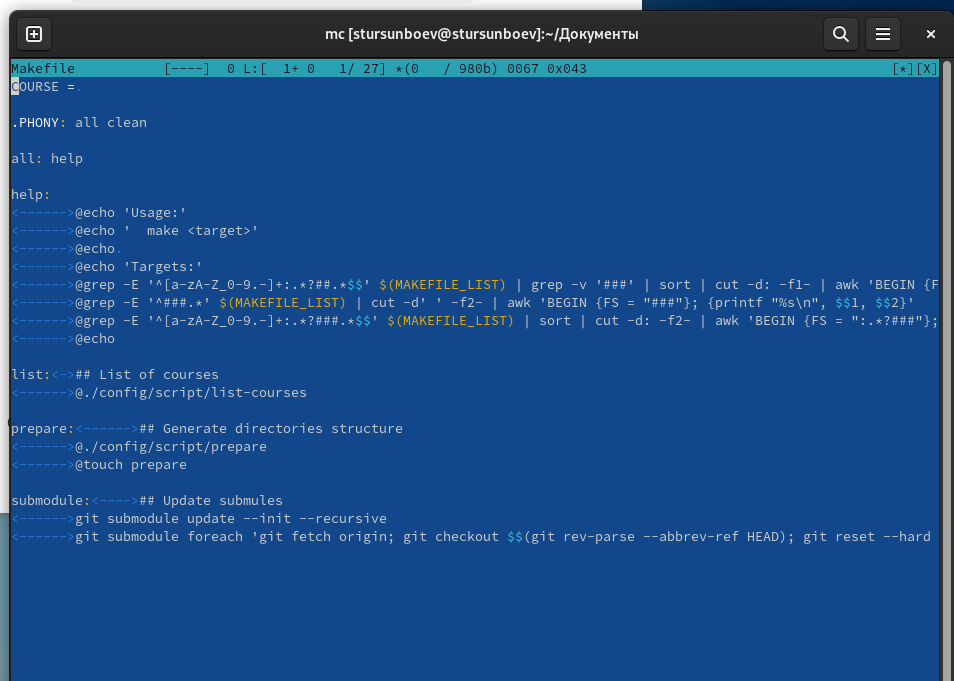 mc [stursunboev@stursunboev]:~/Документы
Makefile [----] 0 L:[ 1+ 0 1/ 27] *(0 / 980b) 0067 0x043 [*][X]
COURSE =.
.PHONY: all clean
all: help
help:
<------>@echo 'Usage:'
<------>@echo '  make <target>'
<------>@echo.
<------>@echo 'Targets:'
<------>@grep -E '^[a-zA-Z_0-9.-]+:.*?##.*$$' $(MAKEFILE_LIST) | grep -v '###' | sort | cut -d: -f1- | awk 'BEGIN {F
<------>@grep -E '^###.*' $(MAKEFILE_LIST) | cut -d' ' -f2- | awk 'BEGIN {FS = "###"}; {printf "%s\n", $$1, $$2}'
<------>@grep -E '^[a-zA-Z_0-9.-]+:.*?###.*$$' $(MAKEFILE_LIST) | sort | cut -d: -f2- | awk 'BEGIN {FS = ":.*?###"};
<------>@echo
list:<->## List of courses
<------>@./config/script/list-courses
prepare:<------>## Generate directories structure
<------>@./config/script/prepare
<------>@touch prepare
submodule:<---->## Update submules
<------>git submodule update --init --recursive
<------>git submodule foreach 'git fetch origin; git checkout $$(git rev-parse --abbrev-ref HEAD); git reset --hard